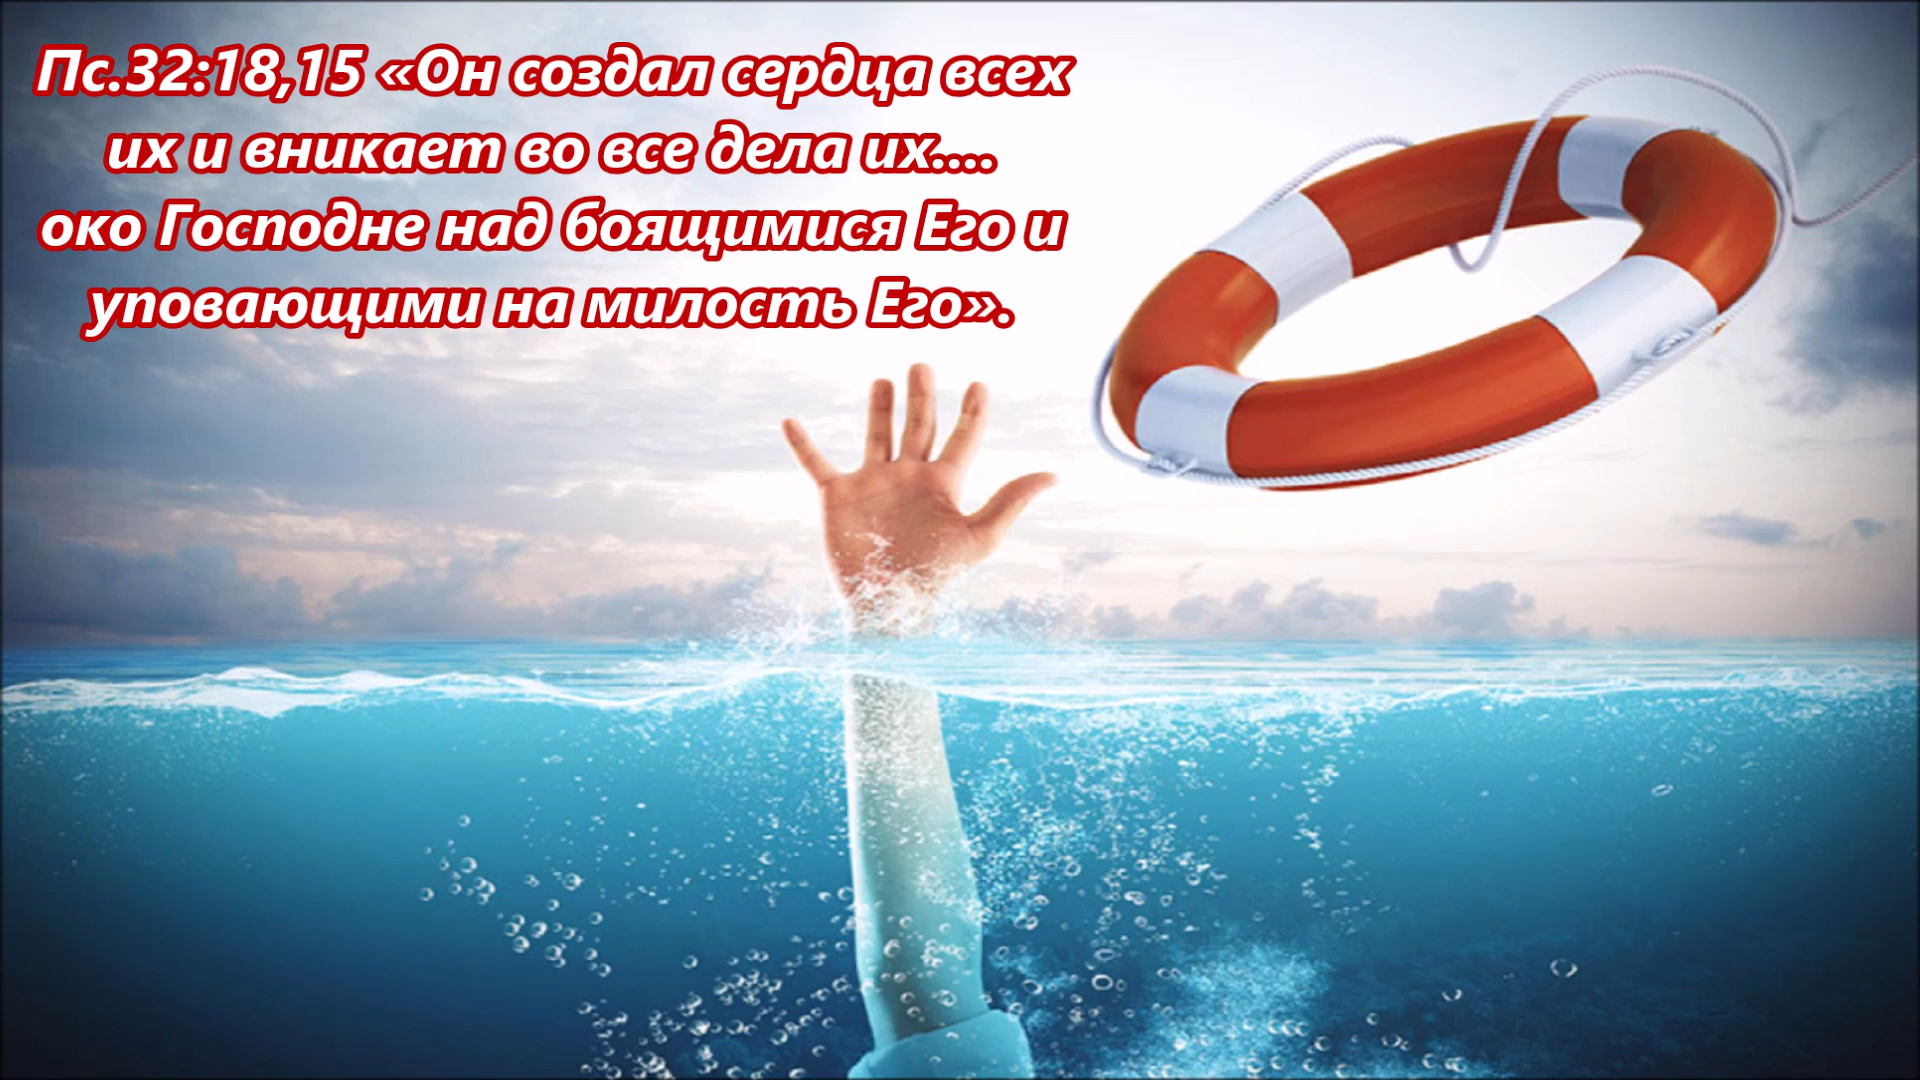 Пс.32:18,15 «Он создал сердца всех
их и вникает во все дела их....
око Господне над боящимися Его и
уповающими на милость Его».